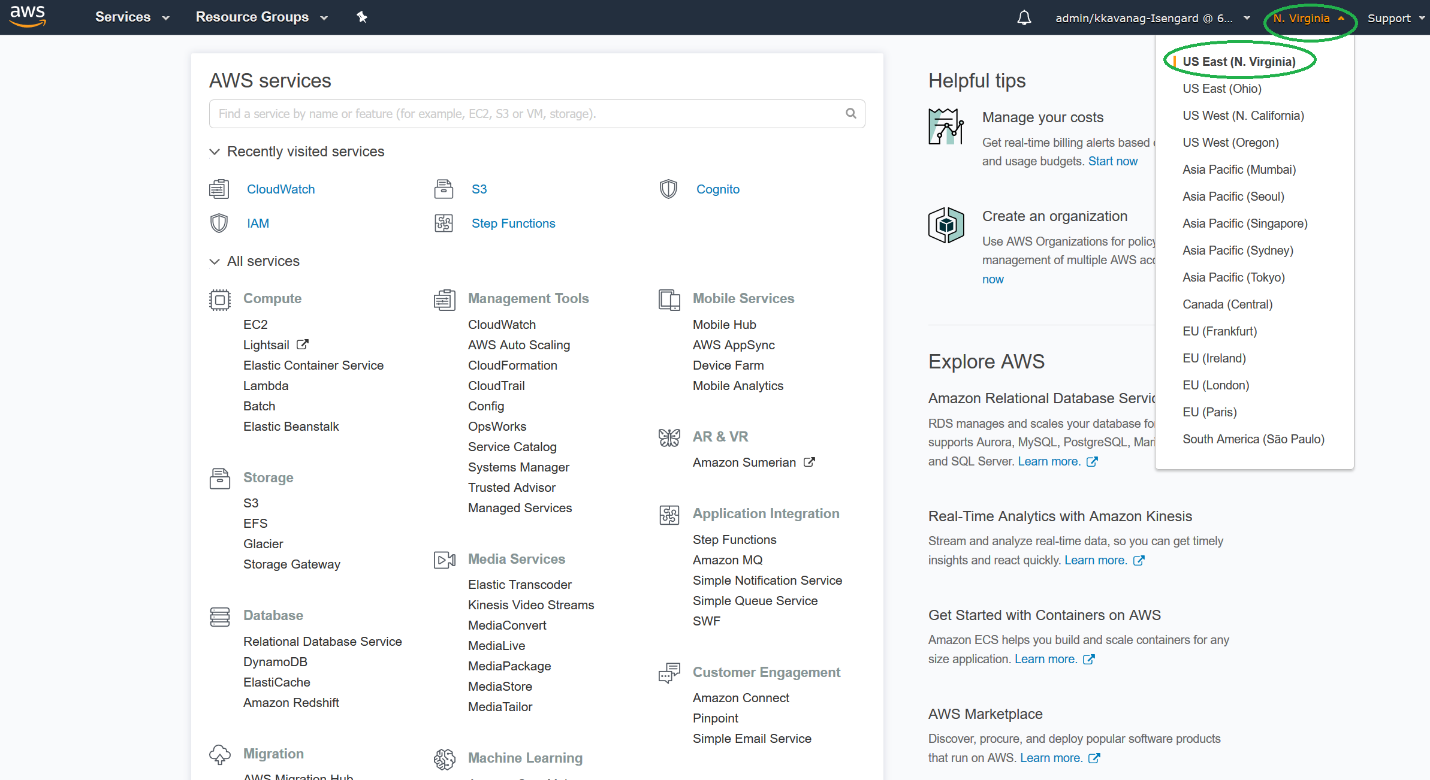 aws
Services
Resource Groups
admin/kkavanag-Isengard @ 6...
N. Virginia
Support
AWS services
Find a service by name or feature (for example, EC2, S3 or VM, storage).
Recently visited services
CloudWatch
S3
Cognito
IAM
Step Functions
All services
Compute
EC2
Lightsail
Elastic Container Service
Lambda
Batch
Elastic Beanstalk
Storage
S3
EFS
Glacier
Storage Gateway
Database
Relational Database Service
DynamoDB
ElastiCache
Amazon Redshift
Migration
AWS Migration Hub
Management Tools
CloudWatch
AWS Auto Scaling
CloudFormation
CloudTrail
Config
OpsWorks
Service Catalog
Systems Manager
Trusted Advisor
Managed Services
Media Services
Elastic Transcoder
Kinesis Video Streams
MediaConvert
MediaLive
MediaPackage
MediaStore
MediaTailor
Machine Learning
Mobile Services
Mobile Hub
AWS AppSync
Device Farm
Mobile Analytics
AR & VR
Amazon Sumerian
Application Integration
Step Functions
Amazon MQ
Simple Notification Service
Simple Queue Service
SWF
Customer Engagement
Amazon Connect
Pinpoint
Simple Email Service
Helpful tips
Manage your costs
Get real-time billing alerts based
and usage budgets. Start now
Create an organization
Use AWS Organizations for policy
management of multiple AWS acc
now
Explore AWS
Amazon Relational Database Servic
RDS manages and scales your database for
supports Aurora, MySQL, PostgreSQL, Mari
and SQL Server. Learn more.
Real-Time Analytics with Amazon Kinesis
Stream and analyze real-time data, so you can get timely
insights and react quickly. Learn more.
Get Started with Containers on AWS
Amazon ECS helps you build and scale containers for any
size application. Learn more.
AWS Marketplace
Discover, procure, and deploy popular software products
that run on AWS. Learn more.
US East (N. Virginia)
US East (Ohio)
US West (N. California)
US West (Oregon)
Asia Pacific (Mumbai)
Asia Pacific (Seoul)
Asia Pacific (Singapore)
Asia Pacific (Sydney)
Asia Pacific (Tokyo)
Canada (Central)
EU (Frankfurt)
EU (Ireland)
EU (London)
EU (Paris)
South America (São Paulo)